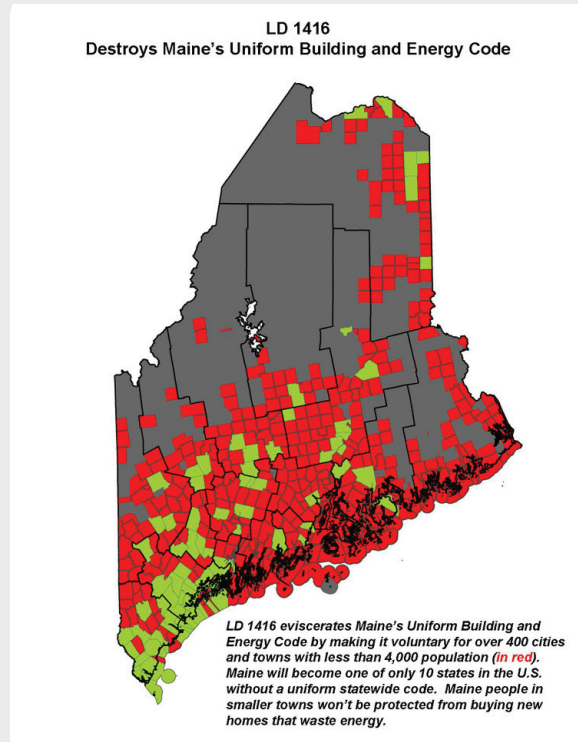 LD 1416
Destroys Maine's Uniform Building and Energy Code
LD 1416 eviscerates Maine's Uniform Building and
Energy Code by making it voluntary for over 400 cities
and towns with less than 4,000 population (in red).
Maine will become one of only 10 states in the U.S.
without a uniform statewide code.  Maine people in
smaller towns won't be protected from buying new
homes that waste energy.